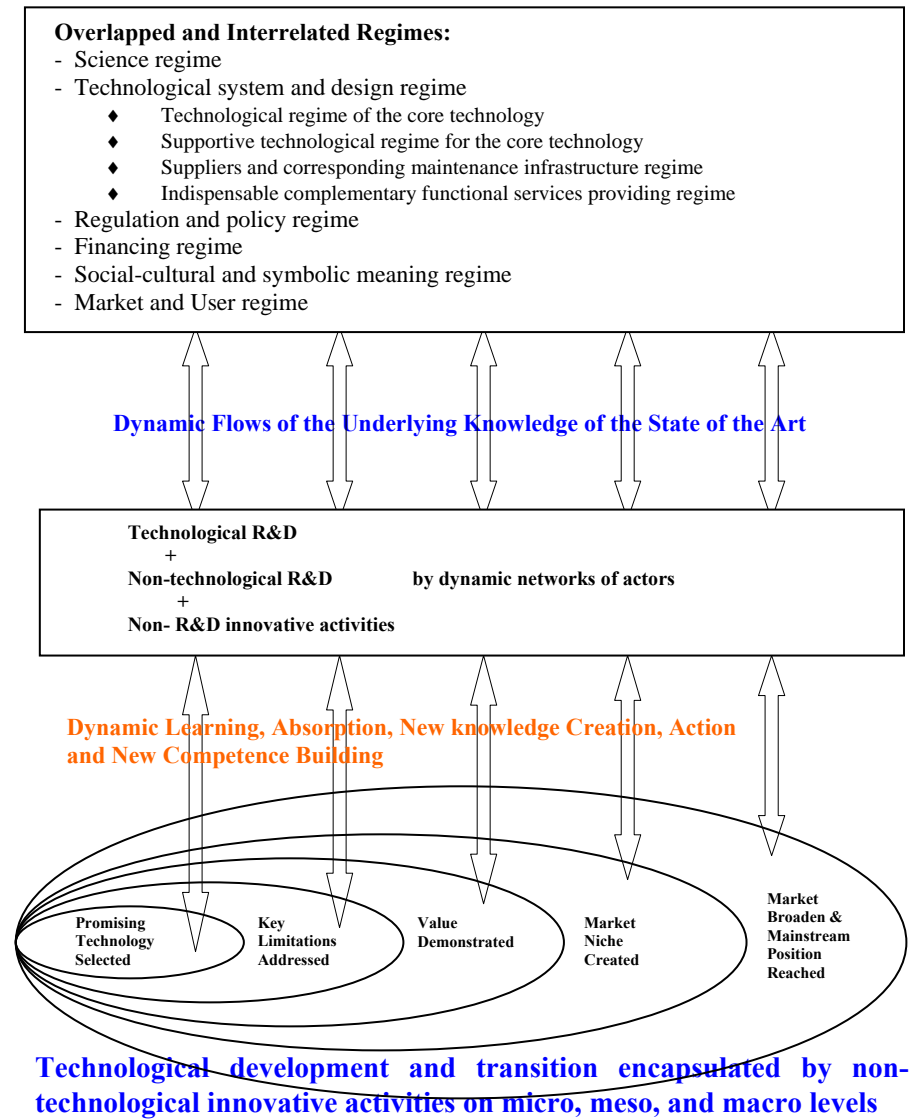 Overlapped and Interrelated Regimes:
- Science regime
- Technological system and design regime
♦ Technological regime of the core technology
♦ Supportive technological regime for the core technology
♦ Suppliers and corresponding maintenance infrastructure regime
♦ Indispensable complementary functional services providing regime
- Regulation and policy regime
- Financing regime
- Social-cultural and symbolic meaning regime
- Market and User regime
Dynamic Flows of the Underlying Knowledge of the State of the Art
Technological R&D
+
Non-technological R&D by dynamic networks of actors
+
Non- R&D innovative activities
Dynamic Learning, Absorption, New knowledge Creation, Action
and New Competence Building
Promising
Technology
Selected
Key
Limitations
Addressed
Value
Demonstrated
Market
Niche
Created
Market
Broaden &
Mainstream
Position
Reached
Technological development and transition encapsulated by non-
technological innovative activities on micro, meso, and macro levels